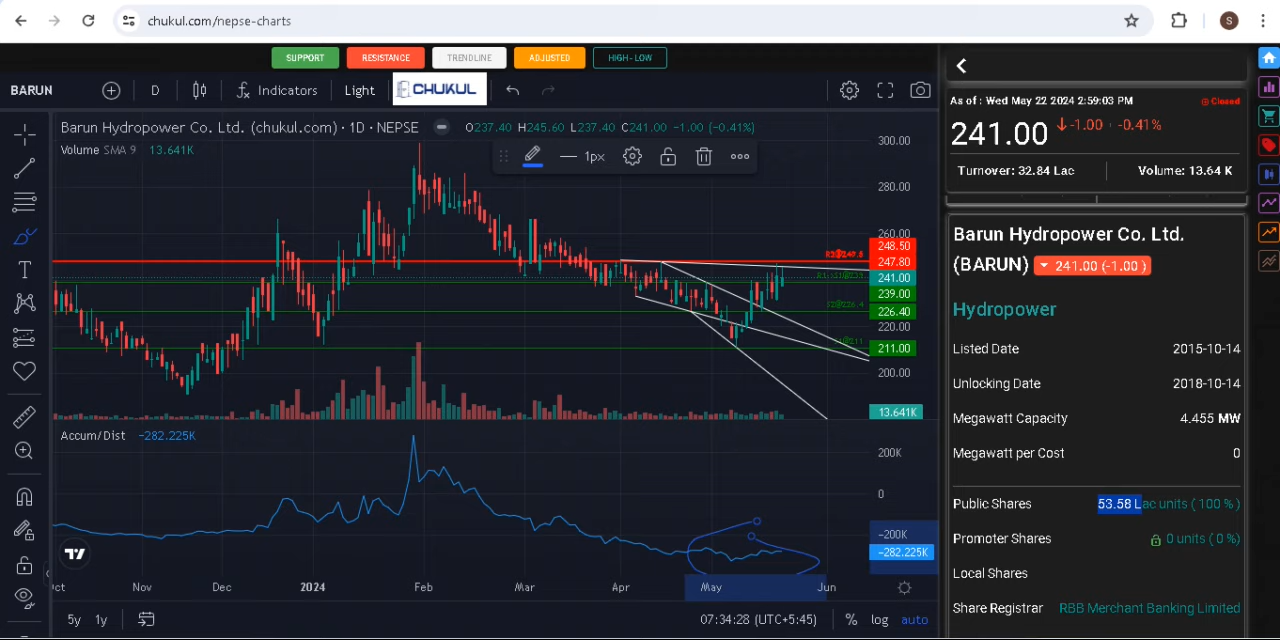 chukul.com/nepse-charts
S
SUPPORT RESISTANCE TRENDLINE ADJUSTED HIGH - LOW
BARUN D Indicators Light CHUKUL
Barun Hydropower Co. Ltd. (chukul.com) · 1D · NEPSE O237.40 H245.60 L237.40 C241.00 -1.00 (-0.41%)
Volume SMA 9 13.641K
1px
300.00
280.00
260.00
248.50
247.80
241.00
239.00
226.40
220.00
211.00
200.00
13.641K
Accum/Dist -282.225K
200K
0
-200K
-282.225K
Oct Nov Dec 2024 Feb Mar Apr May Jun
5y 1y 07:34:28 (UTC+5:45) % log auto
As of : Wed May 22 2024 2:59:03 PM Closed
241.00 -1.00 · -0.41%
Turnover: 32.84 Lac Volume: 13.64 K
Barun Hydropower Co. Ltd.
(BARUN) 241.00 (-1.00 )
Hydropower
Listed Date 2015-10-14
Unlocking Date 2018-10-14
Megawatt Capacity 4.455 MW
Megawatt per Cost 0
Public Shares 53.58 Lac units ( 100 % )
Promoter Shares 0 units ( 0 %)
Local Shares
Share Registrar RBB Merchant Banking Limited